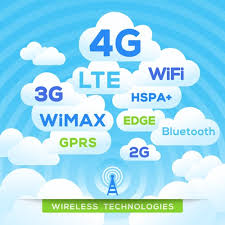 4G
LTE
WiFi
3G
HSPA+
WiMAX
EDGE
Bluetooth
GPRS
2G
WIRELESS TECHNOLOGIES